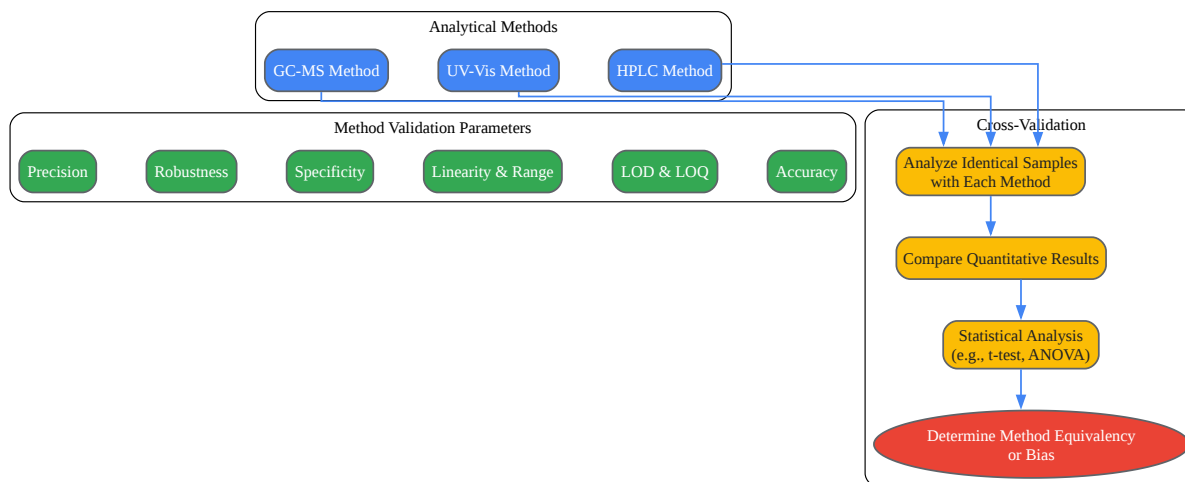 Analytical Methods
GC-MS Method
UV-Vis Method
HPLC Method
Method Validation Parameters
Precision
Robustness
Specificity
Linearity & Range
LOD & LOQ
Accuracy
Cross-Validation
Analyze Identical Samples
with Each Method
Compare Quantitative Results
Statistical Analysis
(e.g., t-test, ANOVA)
Determine Method Equivalency
or Bias